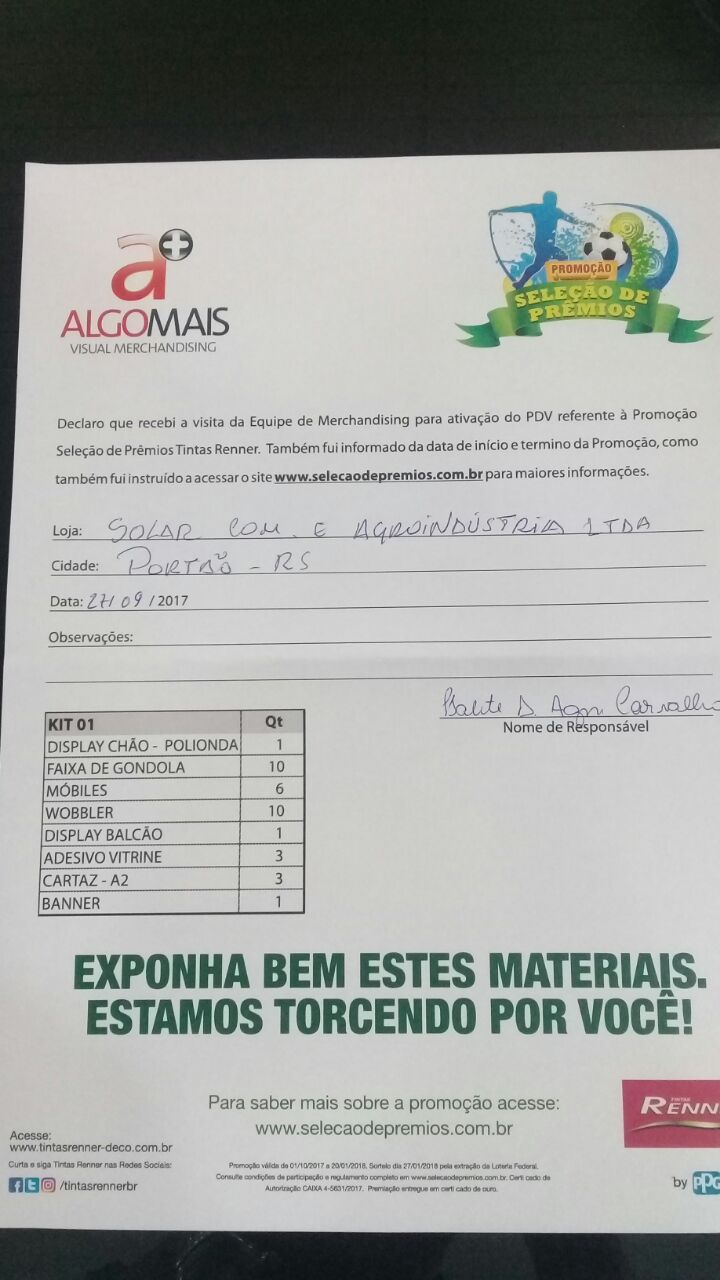 a+
ALGOMAIS
VISUAL MERCHANDISING
PROMOÇÃO
SELEÇÃO DE
PRÊMIOS
Declaro que recebi a visita da Equipe de Merchandising para ativação do PDV referente à Promoção
Seleção de Prêmios Tintas Renner. Também fui informado da data de início e termino da Promoção, como
também fui instruído a acessar o site www.selecaodepremios.com.br para maiores informações.
Loja: SOLAR COM. E AGROINDÚSTRIA LTDA
Cidade: PORTÃO - RS
Data: 27/09/2017
Observações:
Carvalho
Nome de Responsável
KIT 01 Qt
DISPLAY CHÃO - POLIONDA 1
FAIXA DE GONDOLA 10
MÓBILES 6
WOBBLER 10
DISPLAY BALCÃO 1
ADESIVO VITRINE 3
CARTAZ - A2 3
BANNER 1
EXPONHA BEM ESTES MATERIAIS.
ESTAMOS TORCENDO POR VOCÊ!
Para saber mais sobre a promoção acesse:
www.selecaodepremios.com.br
TINTAS
RENN
Acesse:
www.tintasrenner-deco.com.br
Curta e siga Tintas Renner nas Redes Sociais:
/tintasrennerbr
Promoção válida de 01/10/2017 a 20/01/2018. Sorteio dia 27/01/2018 pela extração da Loteria Federal.
Consulte condições de participação e regulamento completo em www.selecaodepremios.com.br. Certificado de
Autorização CAIXA 4-5631/2017. Premiação entregue em certificado de ouro.
by PPG